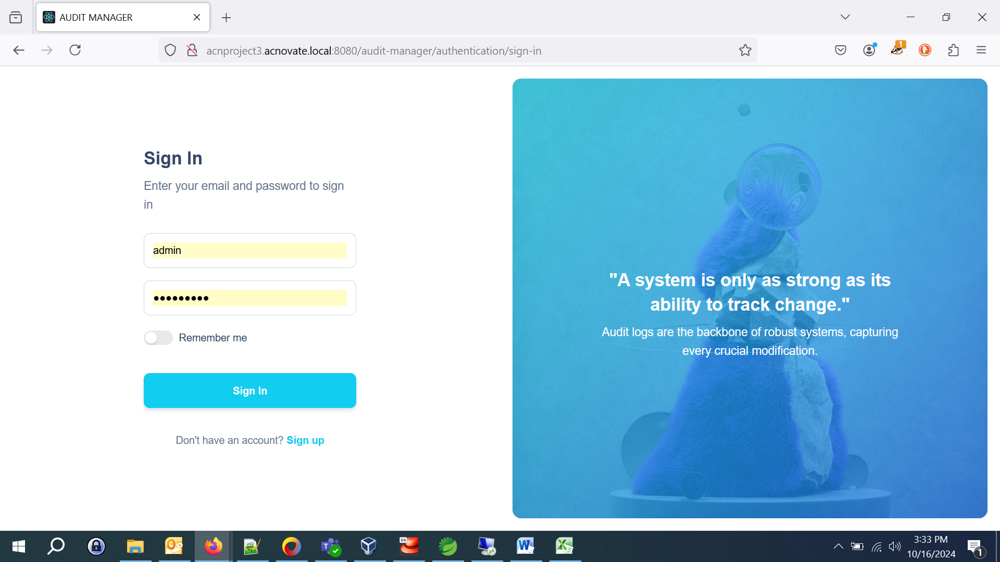 AUDIT MANAGER
acnproject3.acnovate.local:8080/audit-manager/authentication/sign-in
1
Sign In
Enter your email and password to sign
in
admin
●●●●●●●●●
Remember me
Sign In
Don't have an account? Sign up
"A system is only as strong as its
ability to track change."
Audit logs are the backbone of robust systems, capturing
every crucial modification.
64
3:33 PM
10/16/2024
1